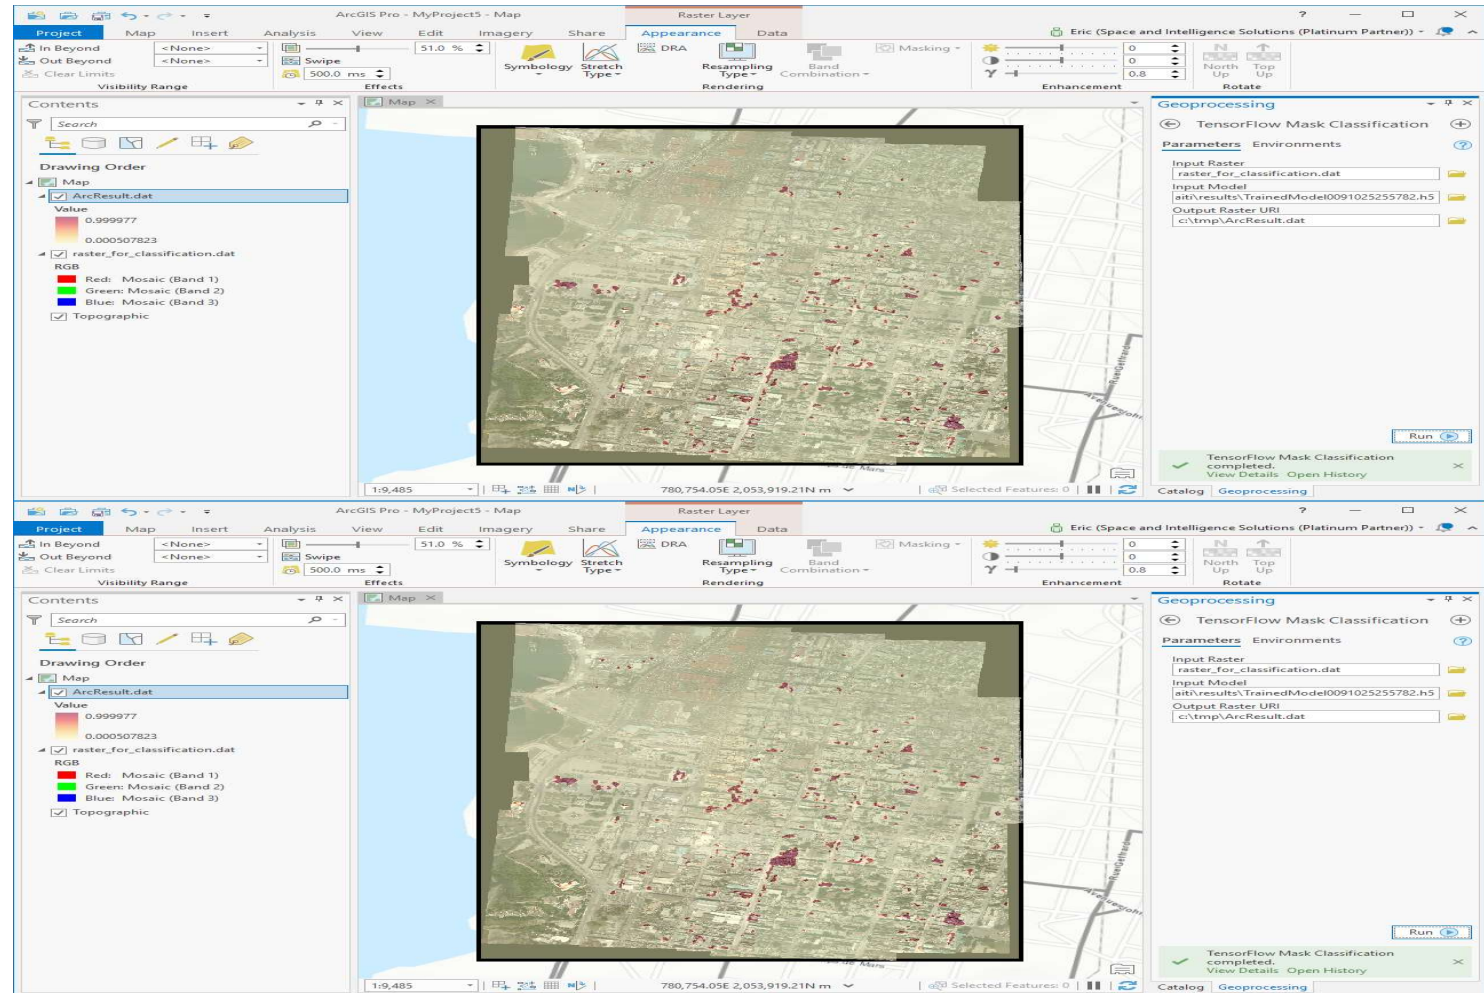 ArcGIS Pro - MyProject5 - Map
Raster Layer
?
Project Map Insert Analysis View Edit Imagery Share Appearance Data
Eric (Space and Intelligence Solutions (Platinum Partner))
In Beyond <None>
Out Beyond <None>
Clear Limits
Visibility Range
51.0 %
Swipe
500.0 ms
Effects
Symbology
Stretch Type
DRA
Resampling Type
Band Combination
Masking
Rendering
0
0
0.8
Enhancement
North Up
Top Up
Rotate
Contents
Search
Drawing Order
Map
ArcResult.dat
Value
0.999977
0.000507823
raster_for_classification.dat
RGB
Red: Mosaic (Band 1)
Green: Mosaic (Band 2)
Blue: Mosaic (Band 3)
Topographic
Map
1:9,485
780,754.05E 2,053,919.21N m
Selected Features: 0
Geoprocessing
TensorFlow Mask Classification
Parameters Environments
Input Raster
raster_for_classification.dat
Input Model
aiti\results\TrainedModel0091025255782.h5
Output Raster URI
c:\tmp\ArcResult.dat
Run
TensorFlow Mask Classification
completed.
View Details Open History
Catalog Geoprocessing
ArcGIS Pro - MyProject5 - Map
Raster Layer
?
Project Map Insert Analysis View Edit Imagery Share Appearance Data
Eric (Space and Intelligence Solutions (Platinum Partner))
In Beyond <None>
Out Beyond <None>
Clear Limits
Visibility Range
51.0 %
Swipe
500.0 ms
Effects
Symbology
Stretch Type
DRA
Resampling Type
Band Combination
Masking
Rendering
0
0
0.8
Enhancement
North Up
Top Up
Rotate
Contents
Search
Drawing Order
Map
ArcResult.dat
Value
0.999977
0.000507823
raster_for_classification.dat
RGB
Red: Mosaic (Band 1)
Green: Mosaic (Band 2)
Blue: Mosaic (Band 3)
Topographic
Map
1:9,485
780,754.05E 2,053,919.21N m
Selected Features: 0
Geoprocessing
TensorFlow Mask Classification
Parameters Environments
Input Raster
raster_for_classification.dat
Input Model
aiti\results\TrainedModel0091025255782.h5
Output Raster URI
c:\tmp\ArcResult.dat
Run
TensorFlow Mask Classification
completed.
View Details Open History
Catalog Geoprocessing